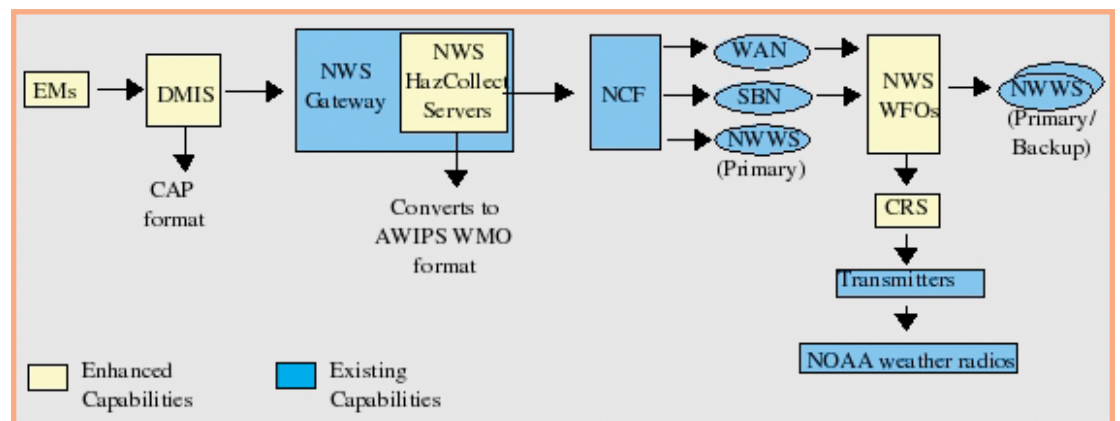 EMs
DMIS
CAP
format
NWS
Gateway
NWS
HazCollect
Servers
Converts to
AWIPS WMO
format
NCF
WAN
SBN
NWWS
(Primary)
NWS
WFOs
NWWS
(Primary/
Backup)
CRS
Transmitters
NOAA weather radios
Enhanced
Capabilities
Existing
Capabilities